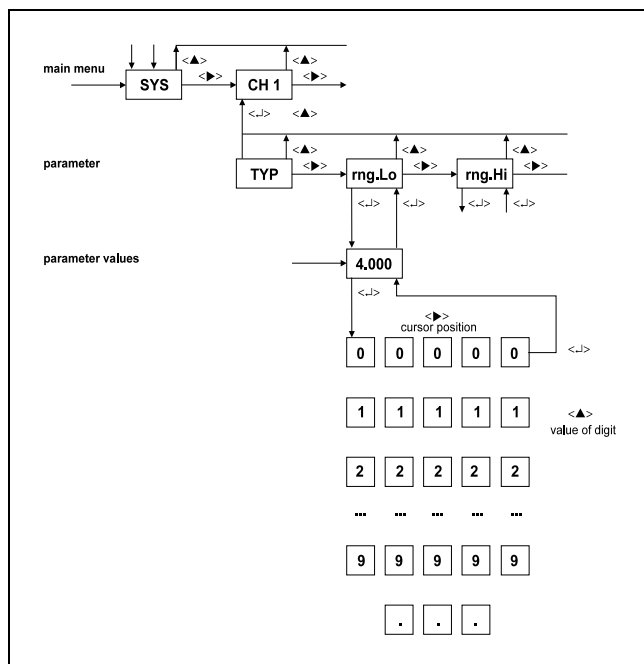 <▲> <▲>
main menu
<▶> <▶>
SYS CH 1
<↵> <▲>
parameter
<▲> <▲> <▲>
<▶> <▶> <▶>
TYP rng.Lo rng.Hi
<↵> <↵> <↵> <↵>
parameter values
4.000
<↵>
<▶>
cursor position
0 0 0 0 0 <↵>
1 1 1 1 1 <▲>
value of digit
2 2 2 2 2
... ... ... ... ...
9 9 9 9 9
. . .